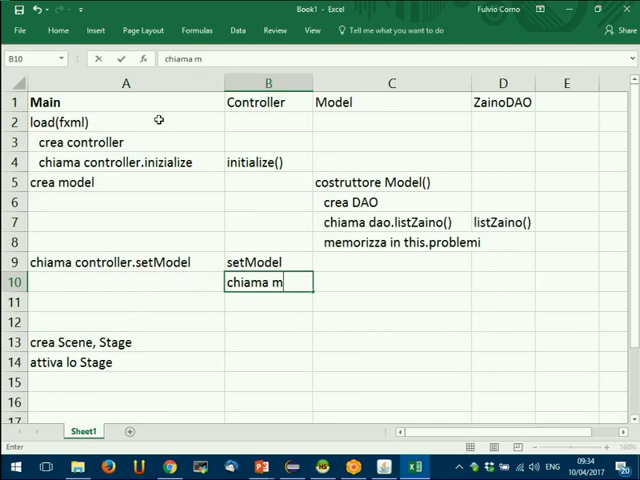 Book1 - Excel
Fulvio Corno
File Home Insert Page Layout Formulas Data Review View Tell me what you want to do Share
B10 fx chiama m
A B C D E
1 Main Controller Model ZainoDAO
2 load(fxml)
3 crea controller
4 chiama controller.inizialize initialize()
5 crea model costruttore Model()
6 crea DAO
7 chiama dao.listZaino() listZaino()
8 memorizza in this.problemi
9 chiama controller.setModel setModel
10 chiama m
11
12
13 crea Scene, Stage
14 attiva lo Stage
15
16
17
Sheet1
Enter 160%
09:34
10/04/2017
20